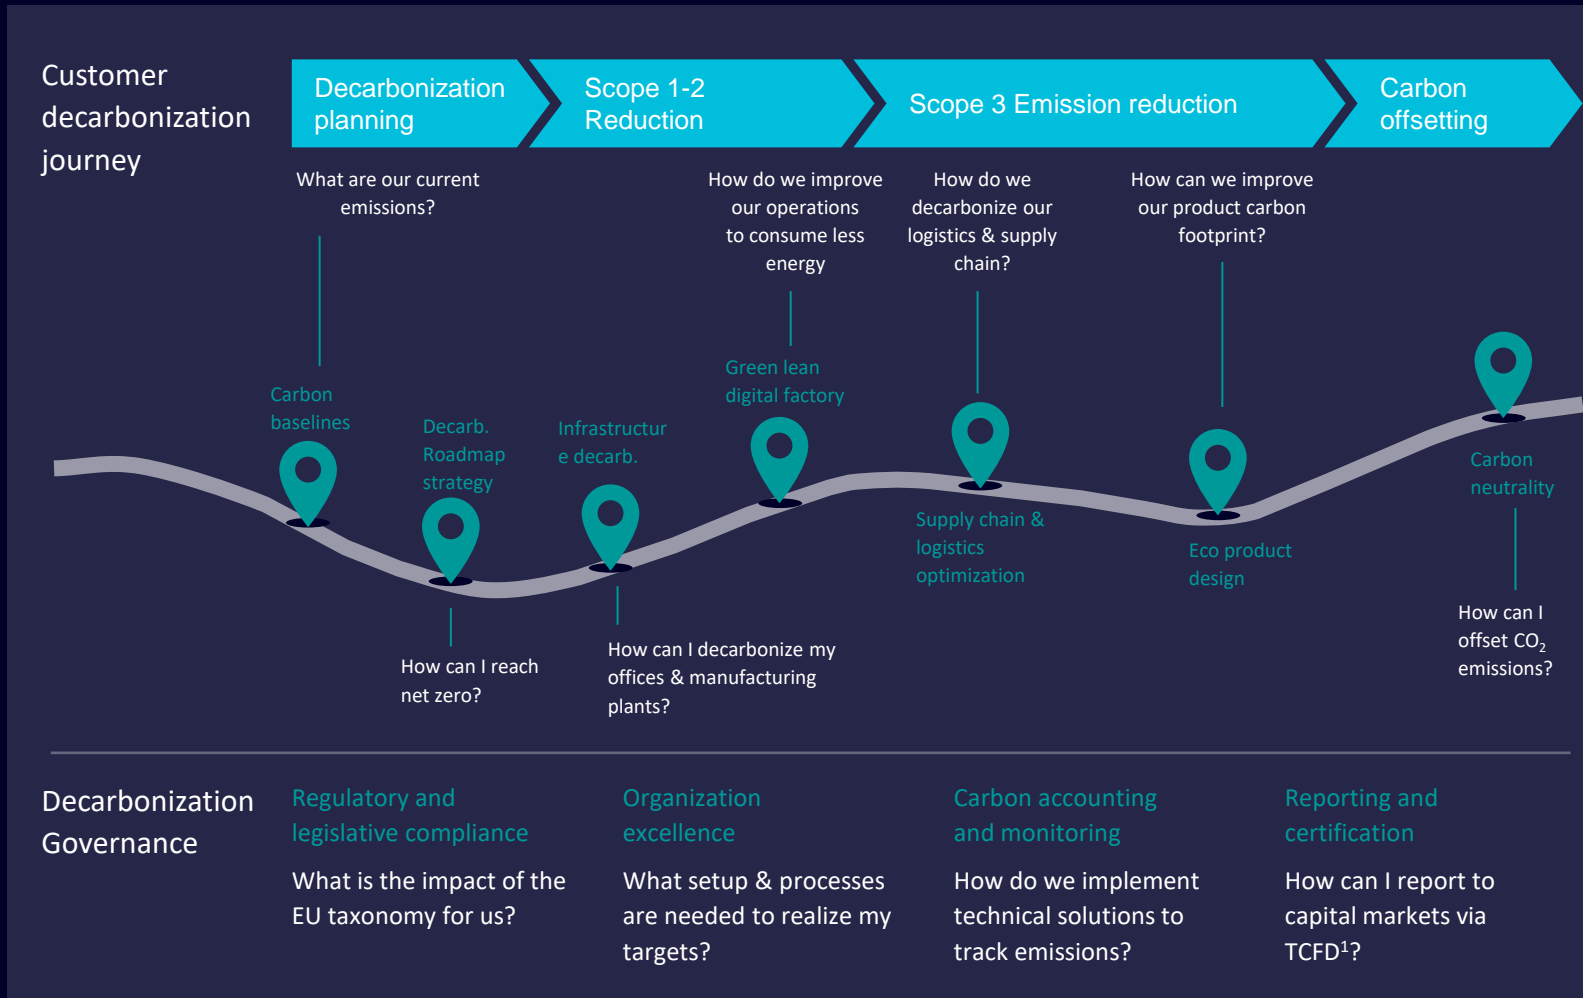 Customer
decarbonization
journey
Decarbonization
planning
Scope 1-2
Reduction
Scope 3 Emission reduction
Carbon
offsetting
What are our current
emissions?
How do we improve
our operations
to consume less
energy
How do we
decarbonize our
logistics & supply
chain?
How can we improve
our product carbon
footprint?
Carbon
baselines
Decarb.
Roadmap
strategy
Infrastructur
e decarb.
Green lean
digital factory
Supply chain &
logistics
optimization
Eco product
design
Carbon
neutrality
How can I reach
net zero?
How can I decarbonize my
offices & manufacturing
plants?
How can I
offset CO₂
emissions?
Decarbonization
Governance
Regulatory and
legislative compliance
What is the impact of the
EU taxonomy for us?
Organization
excellence
What setup & processes
are needed to realize my
targets?
Carbon accounting
and monitoring
How do we implement
technical solutions to
track emissions?
Reporting and
certification
How can I report to
capital markets via
TCFD¹?